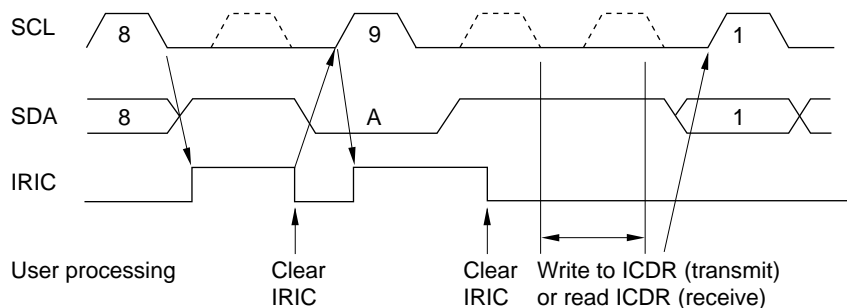 SCL 8 9 1
SDA 8 A 1
IRIC
User processing Clear Clear Write to ICDR (transmit)
IRIC IRIC or read ICDR (receive)